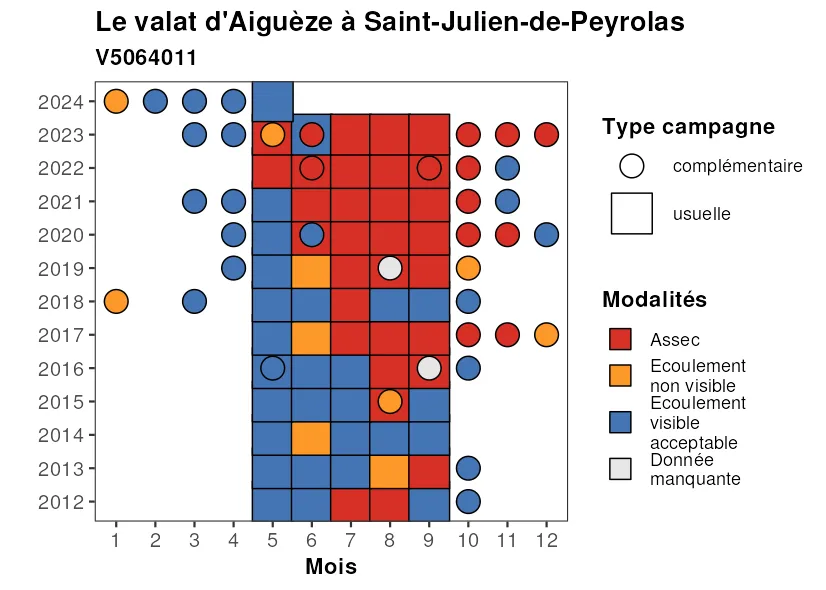 Le valat d'Aiguèze à Saint-Julien-de-Peyrolas
V5064011
2024
2023
2022
2021
2020
2019
2018
2017
2016
2015
2014
2013
2012
1 2 3 4 5 6 7 8 9 10 11 12
Mois
Type campagne
complémentaire
usuelle
Modalités
Assec
Ecoulement
non visible
Ecoulement
visible
acceptable
Donnée
manquante